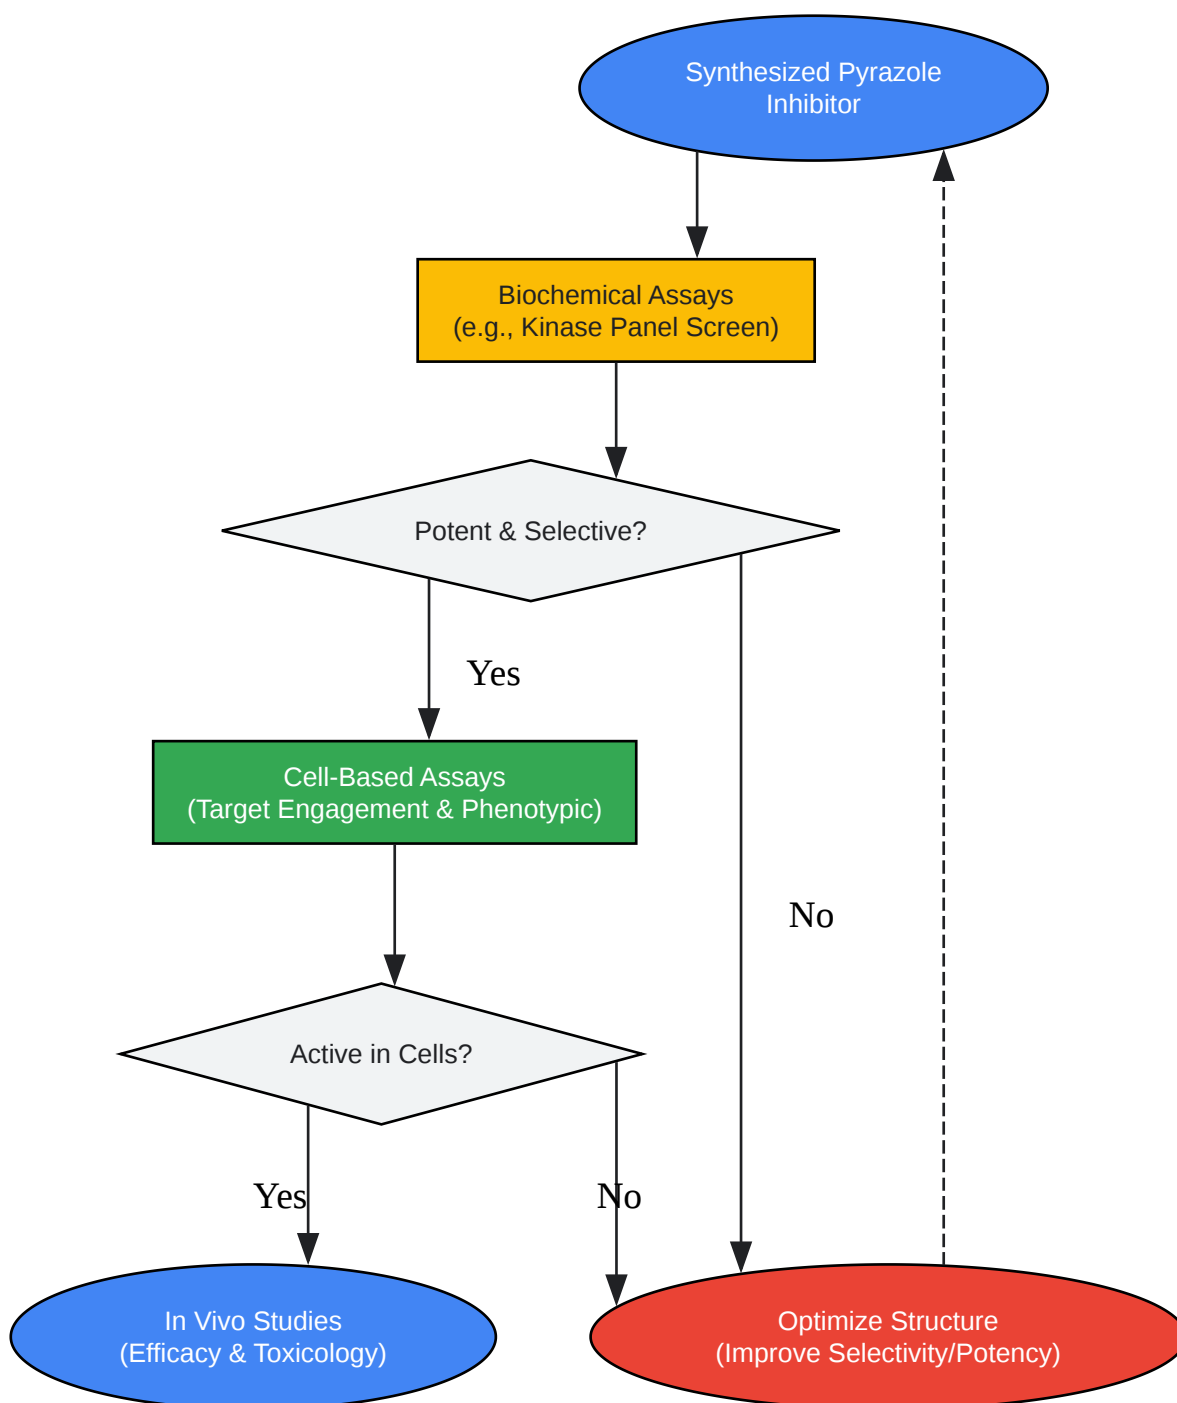 Synthesized Pyrazole
Inhibitor
Biochemical Assays
(e.g., Kinase Panel Screen)
Potent & Selective?
Yes
Cell-Based Assays
(Target Engagement & Phenotypic)
No
Active in Cells?
Yes
No
In Vivo Studies
(Efficacy & Toxicology)
Optimize Structure
(Improve Selectivity/Potency)